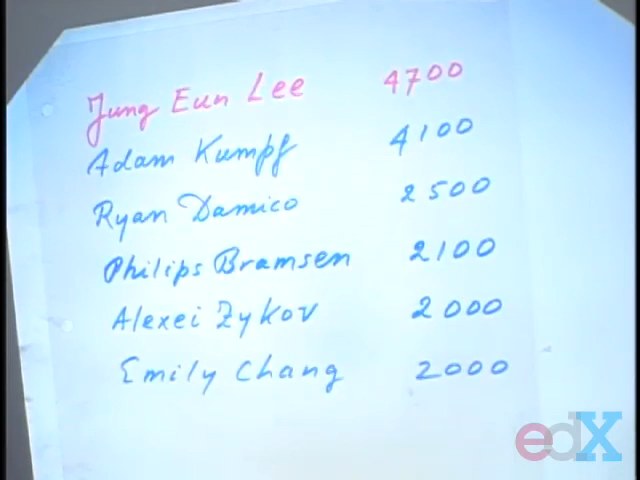 Jung Eun Lee 4700
Adam Kumpf 4100
Ryan Damico 2500
Philips Bramsen 2100
Alexei Zykov 2000
Emily Chang 2000
edX